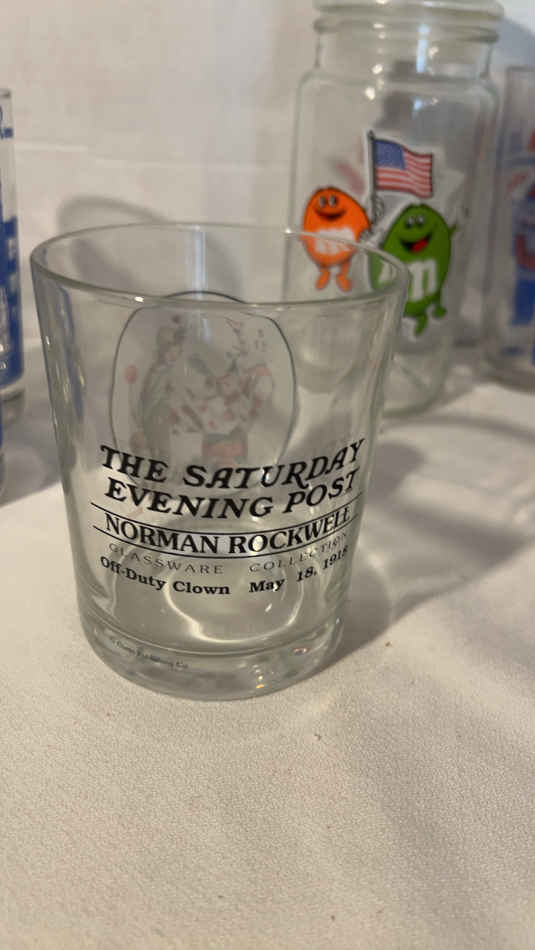 THE SATURDAY
EVENING POST
NORMAN ROCKWELL
GLASSWARE COLLECTION
Off-Duty Clown May 18, 1918
m
m